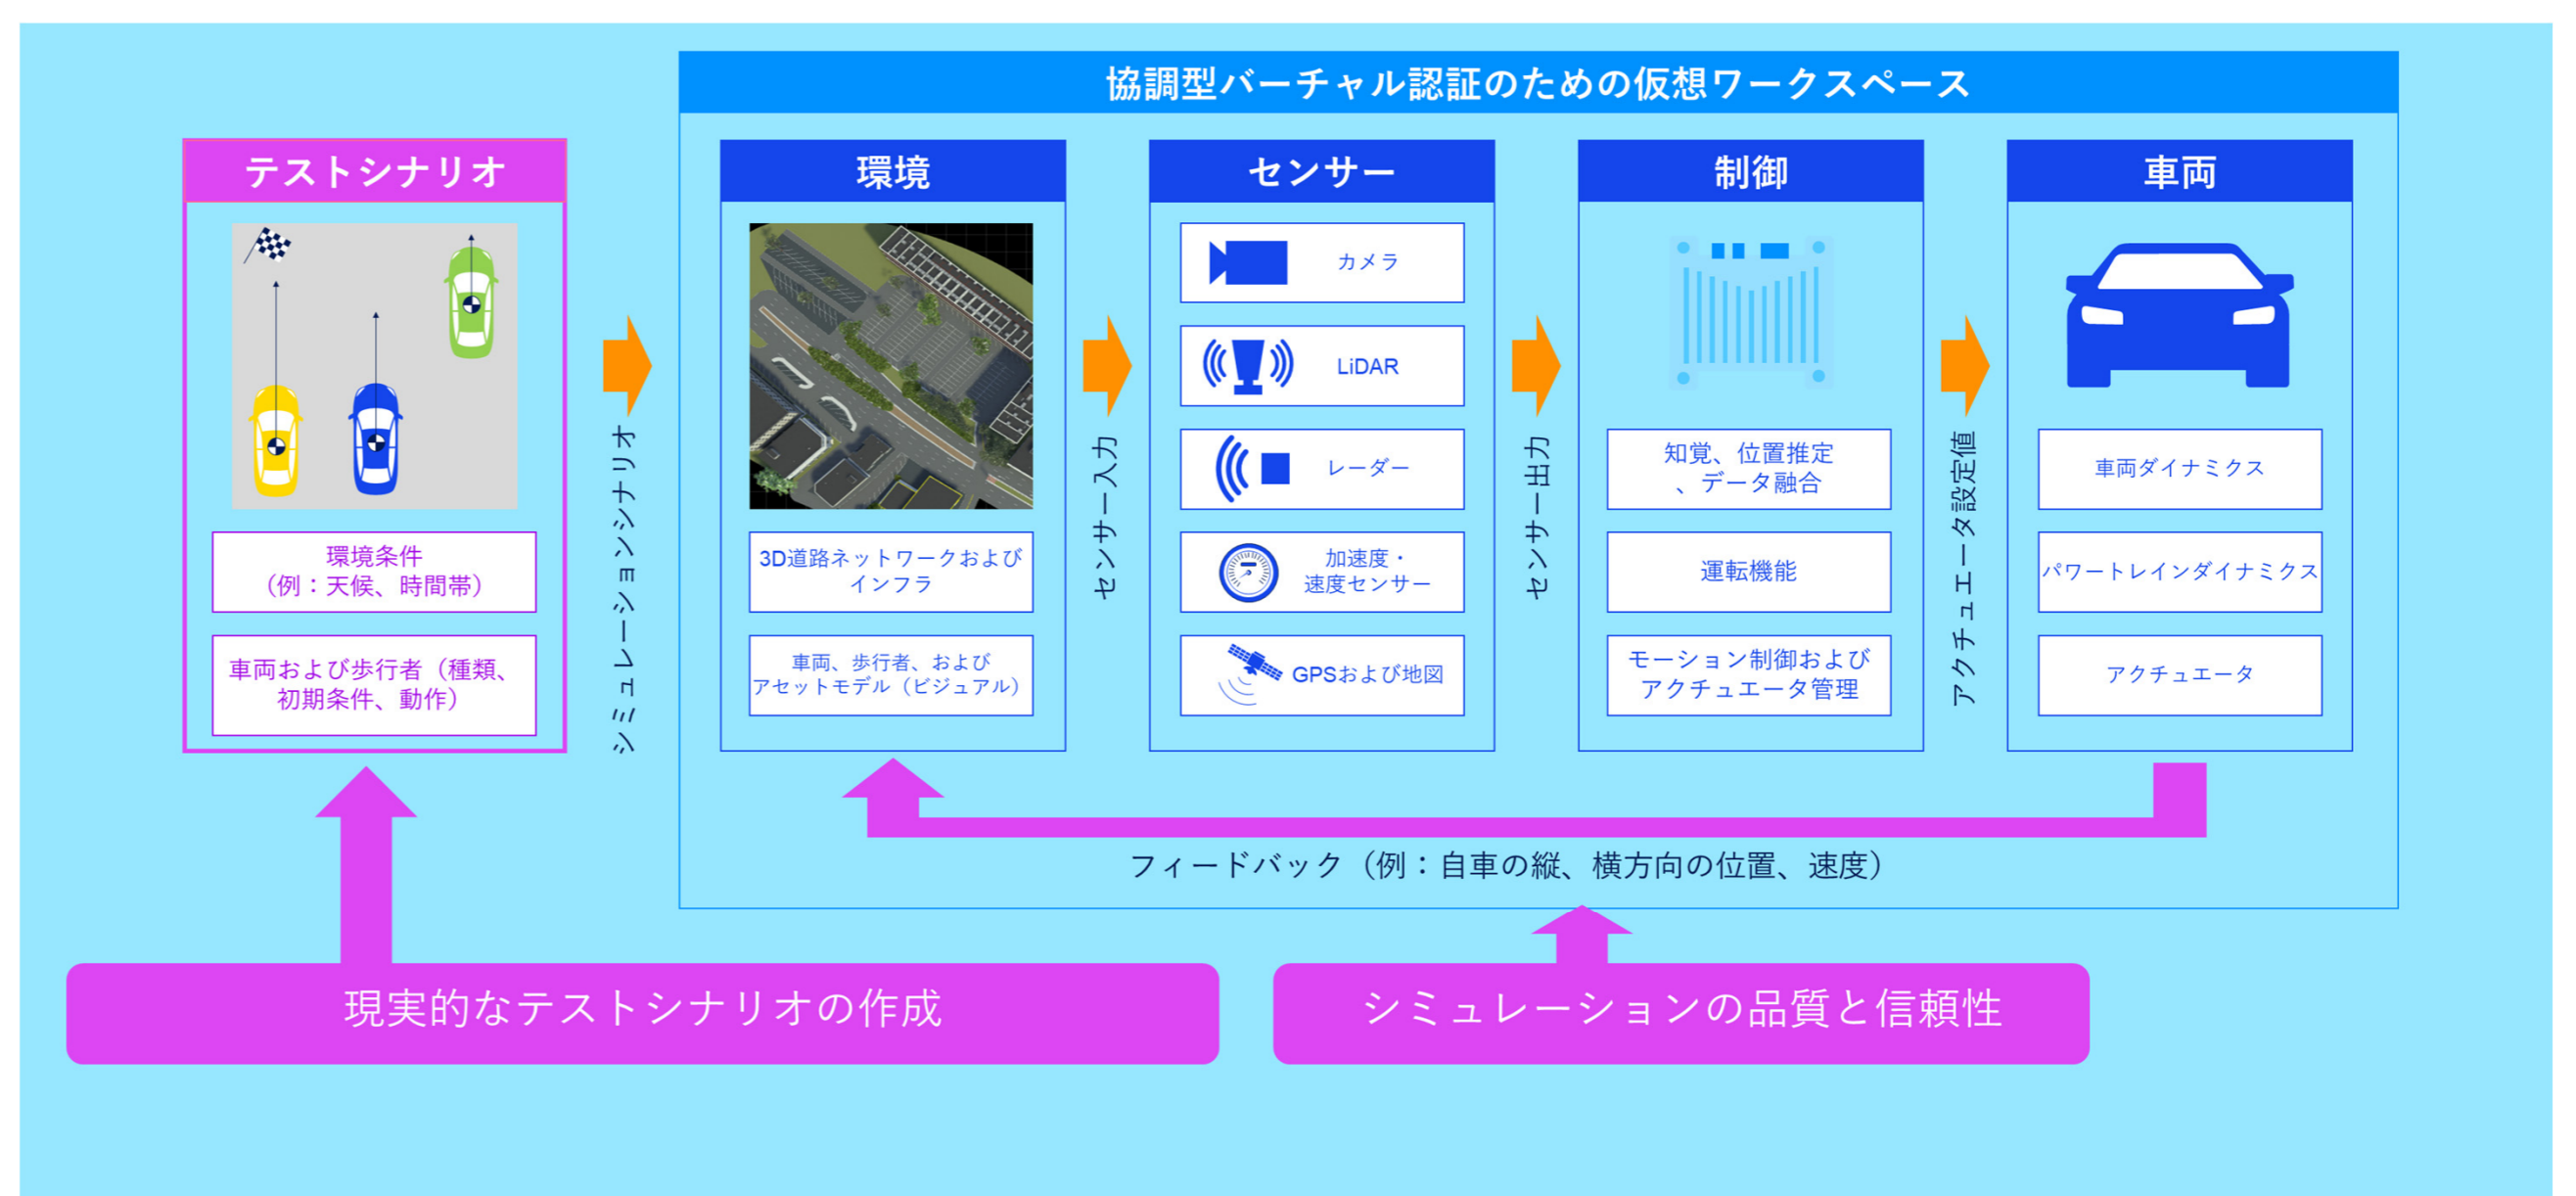 協調型バーチャル認証のための仮想ワークスペース
テストシナリオ
環境条件
（例：天候、時間帯）
車両および歩行者（種類、
初期条件、動作）
シミュレーションシナリオ
環境
3D道路ネットワークおよび
インフラ
車両、歩行者、および
アセットモデル（ビジュアル）
センサー入力
センサー
カメラ
LiDAR
レーダー
加速度・
速度センサー
GPSおよび地図
センサー出力
制御
知覚、位置推定
、データ融合
運転機能
モーション制御および
アクチュエータ管理
アクチュエータ設定値
車両
車両ダイナミクス
パワートレインダイナミクス
アクチュエータ
フィードバック（例：自車の縦、横方向の位置、速度）
現実的なテストシナリオの作成
シミュレーションの品質と信頼性